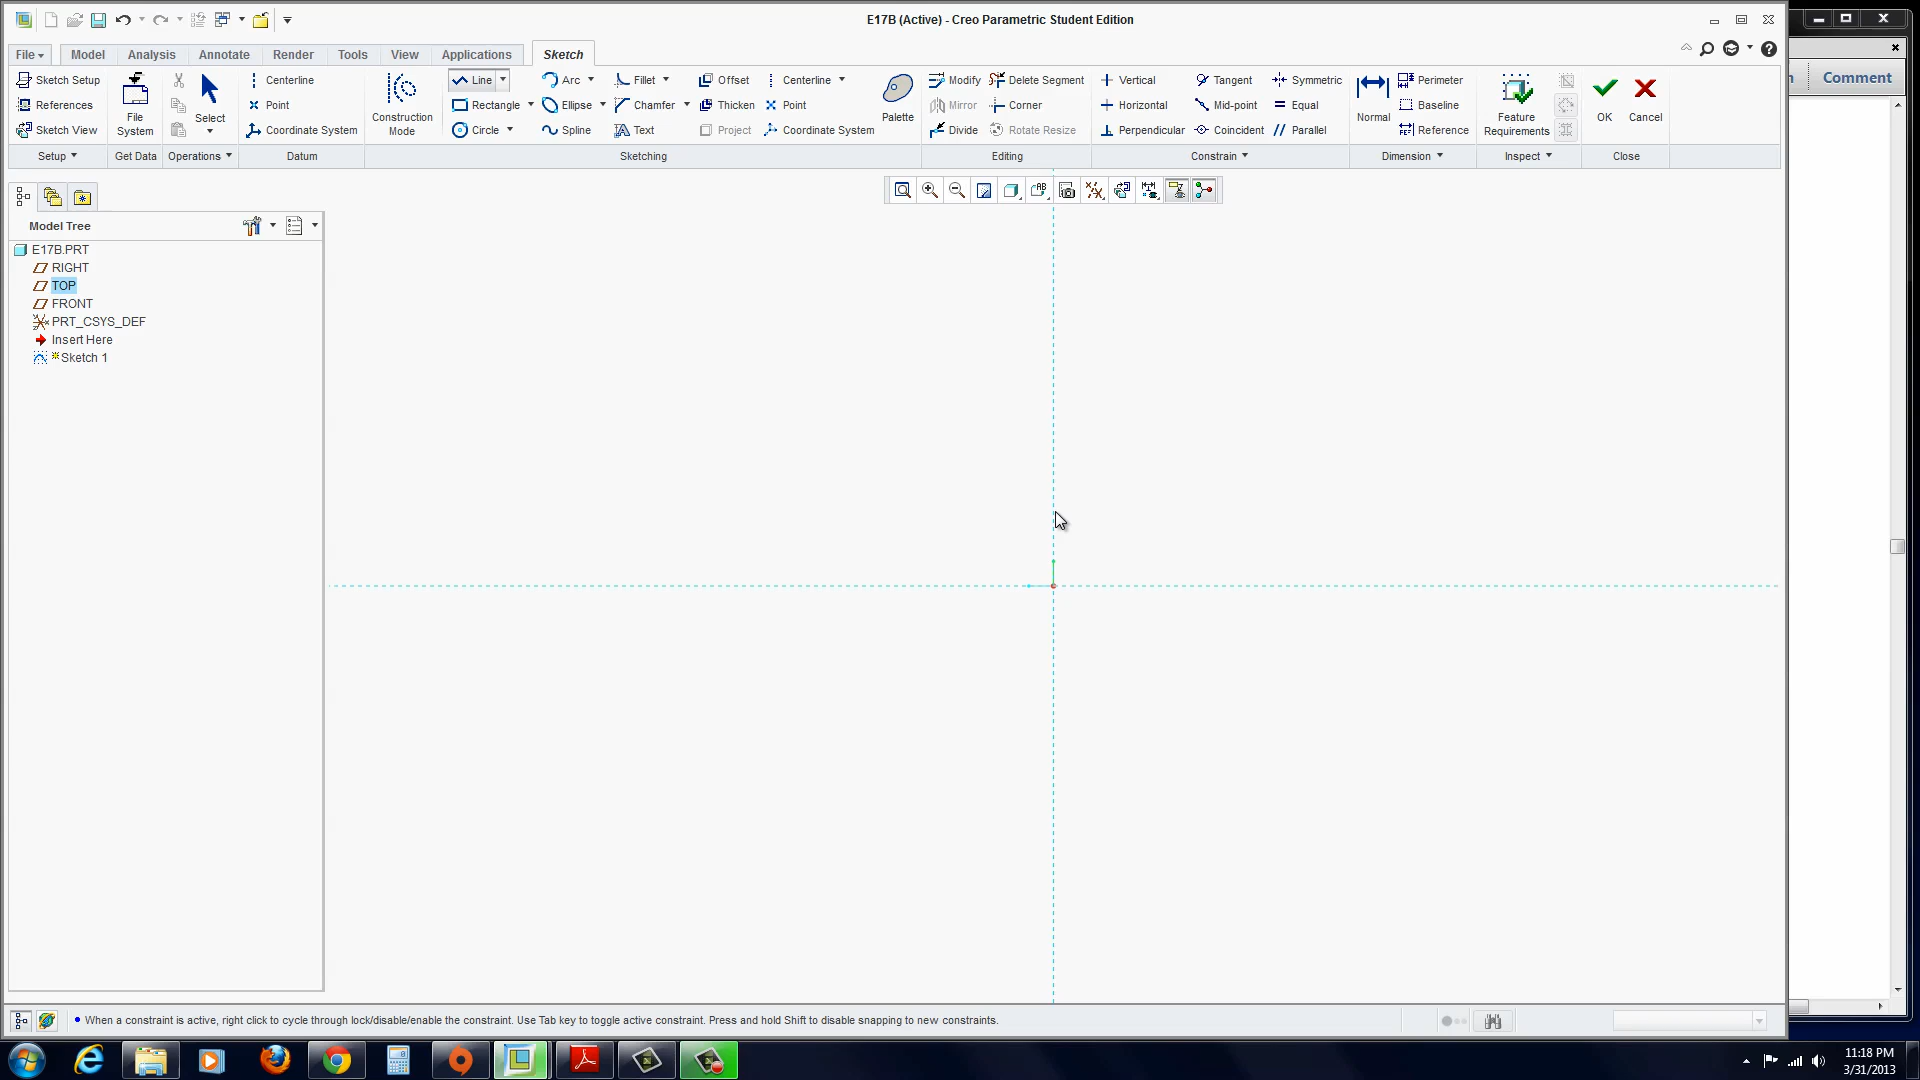 E17B (Active) - Creo Parametric Student Edition
File Model Analysis Annotate Render Tools View Applications Sketch
Sketch Setup
References
Sketch View
Setup
File System
Get Data
Select
Operations
Centerline
Point
Coordinate System
Datum
Construction Mode
Line Arc Fillet Offset Centerline
Rectangle Ellipse Chamfer Thicken Point
Circle Spline Text Project Coordinate System
Palette
Sketching
Modify Delete Segment
Mirror Corner
Divide Rotate Resize
Editing
Vertical Tangent Symmetric
Horizontal Mid-point Equal
Perpendicular Coincident Parallel
Constrain
Normal
Perimeter
Baseline
Reference
Dimension
Feature Requirements
Inspect
OK Cancel
Close
Comment
Model Tree
E17B.PRT
RIGHT
TOP
FRONT
PRT_CSYS_DEF
Insert Here
Sketch 1
When a constraint is active, right click to cycle through lock/disable/enable the constraint. Use Tab key to toggle active constraint. Press and hold Shift to disable snapping to new constraints.
11:18 PM
3/31/2013